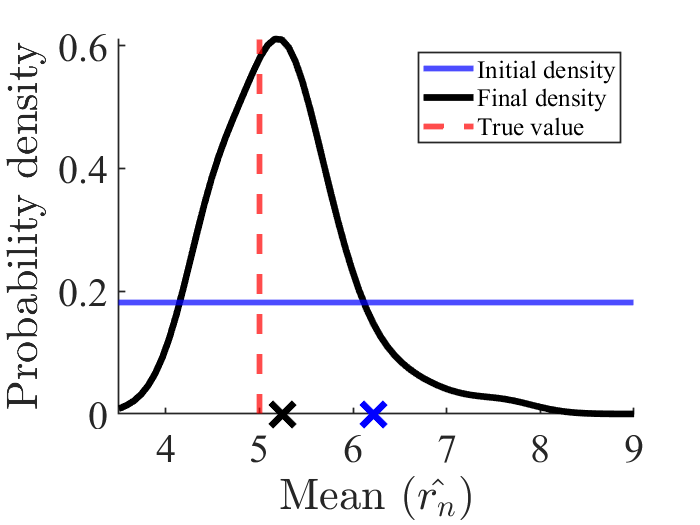 Probability density
0.6
0.4
0.2
0
Initial density
Final density
True value
4 5 6 7 8 9
Mean (r̂ₙ)